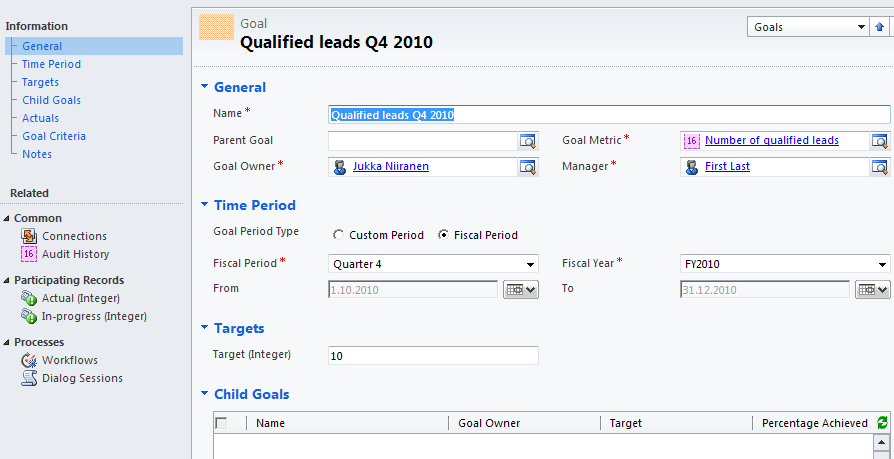 Information
General
Time Period
Targets
Child Goals
Actuals
Goal Criteria
Notes
Related
Common
Connections
16 Audit History
Participating Records
Actual (Integer)
In-progress (Integer)
Processes
Workflows
Dialog Sessions
Goal
Qualified leads Q4 2010
Goals
General
Name * Qualified leads Q4 2010
Parent Goal Goal Metric * 16 Number of qualified leads
Goal Owner * Jukka Niiranen Manager * First Last
Time Period
Goal Period Type Custom Period Fiscal Period
Fiscal Period * Quarter 4 Fiscal Year * FY2010
From 1.10.2010 To 31.12.2010
Targets
Target (Integer) 10
Child Goals
Name Goal Owner Target Percentage Achieved